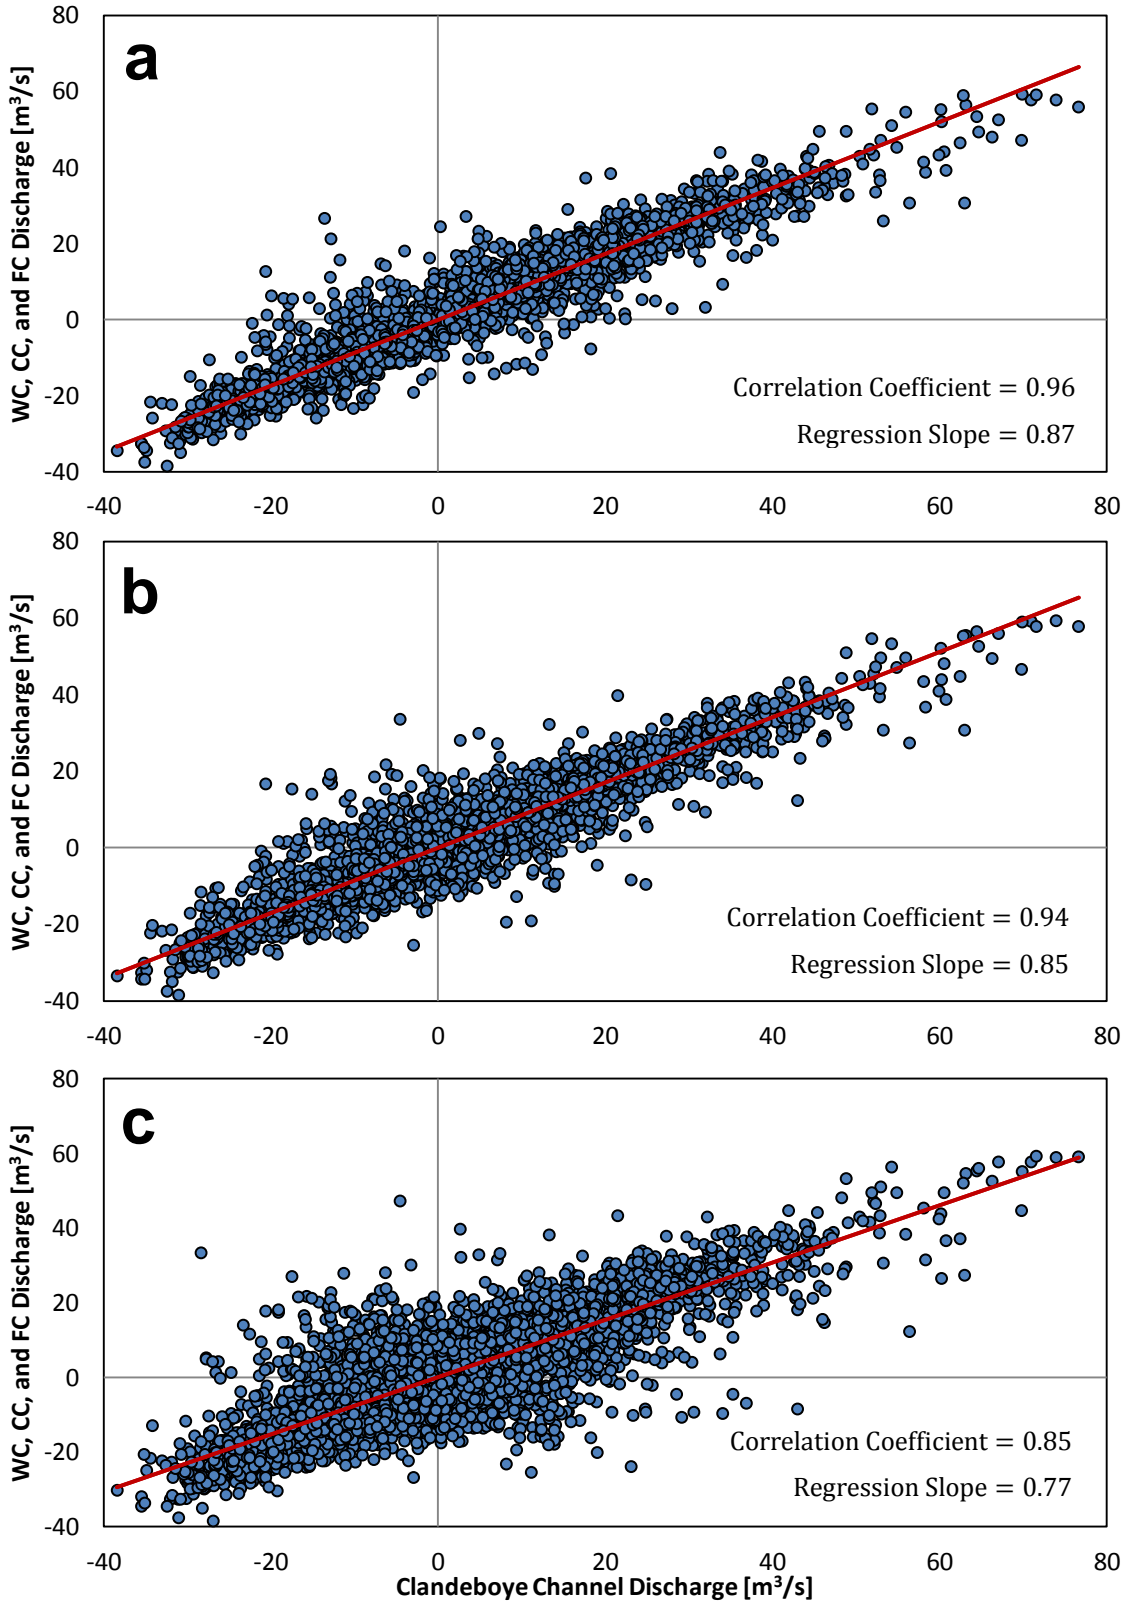 a
WC, CC, and FC Discharge [m³/s]
80
60
40
20
0
-20
-40
Correlation Coefficient = 0.96
Regression Slope = 0.87
-40 -20 0 20 40 60 80
b
WC, CC, and FC Discharge [m³/s]
80
60
40
20
0
-20
-40
Correlation Coefficient = 0.94
Regression Slope = 0.85
-40 -20 0 20 40 60 80
c
WC, CC, and FC Discharge [m³/s]
80
60
40
20
0
-20
-40
Correlation Coefficient = 0.85
Regression Slope = 0.77
-40 -20 0 20 40 60 80
Clandeboye Channel Discharge [m³/s]